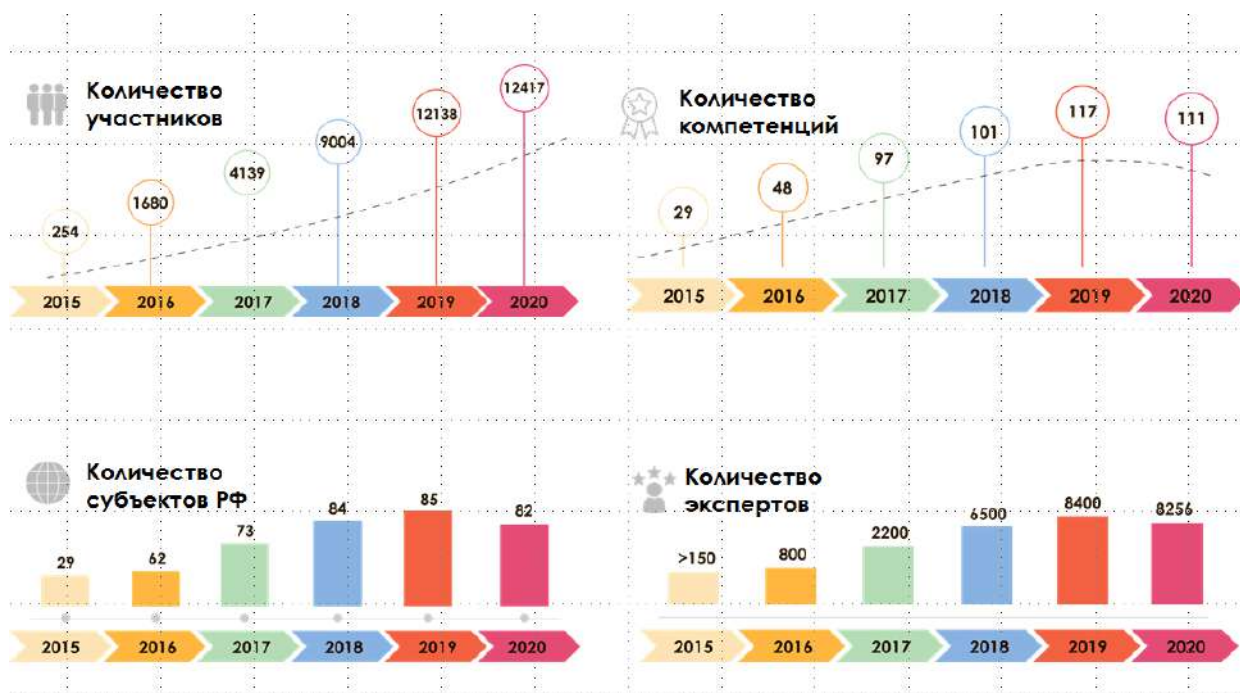 Количество
участников
254
1680
4139
9004
12138
12417
2015 2016 2017 2018 2019 2020
Количество
компетенций
29
48
97
101
117
111
2015 2016 2017 2018 2019 2020
Количество
субъектов РФ
29 62 73 84 85 82
2015 2016 2017 2018 2019 2020
Количество
экспертов
>150 800 2200 6500 8400 8256
2015 2016 2017 2018 2019 2020